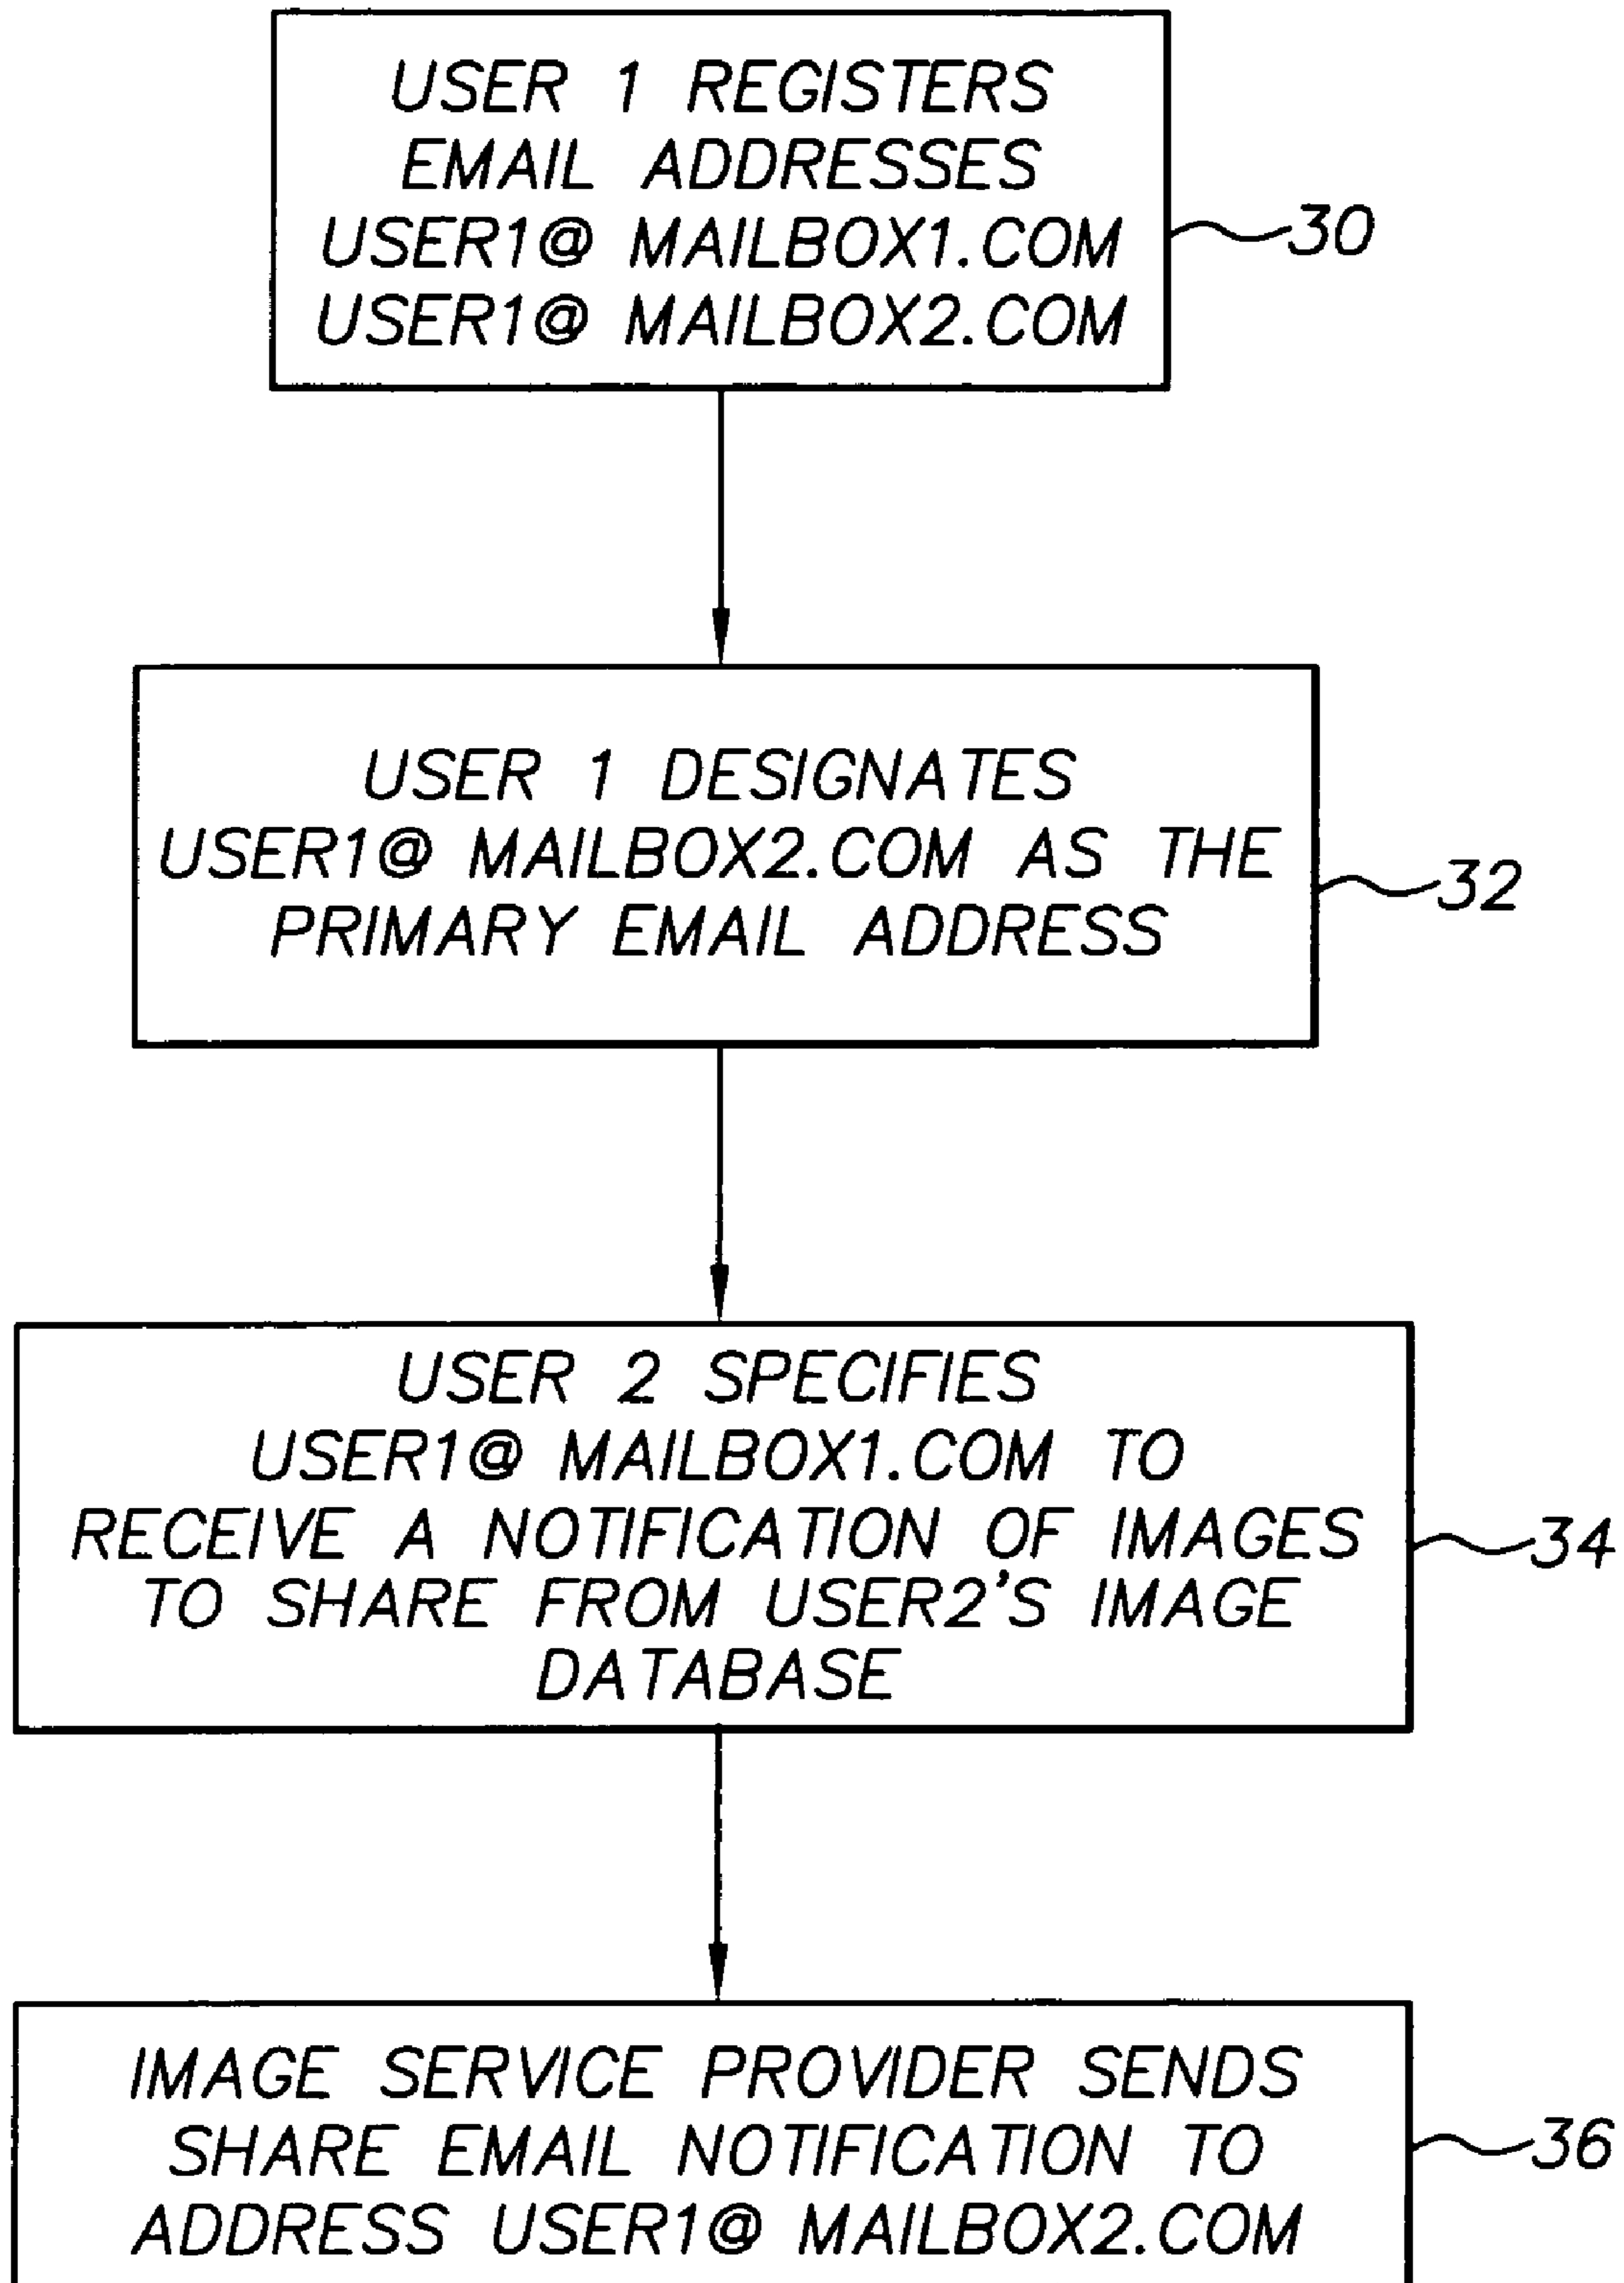 USER 1 REGISTERS
EMAIL ADDRESSES
USER1@ MAILBOX1.COM
USER1@ MAILBOX2.COM
30
USER 1 DESIGNATES
USER1@ MAILBOX2.COM AS THE
PRIMARY EMAIL ADDRESS
32
USER 2 SPECIFIES
USER1@ MAILBOX1.COM TO
RECEIVE A NOTIFICATION OF IMAGES
TO SHARE FROM USER2'S IMAGE
DATABASE
34
IMAGE SERVICE PROVIDER SENDS
SHARE EMAIL NOTIFICATION TO
ADDRESS USER1@ MAILBOX2.COM
36